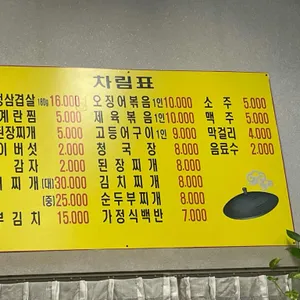 차림표
삼겹살 180g 16.000 오징어볶음 1인 10.000 소주 5.000
계란찜 5.000 제육볶음 1인 10.000 맥주 5.000
된장찌개 5.000 고등어구이 1인 9.000 막걸리 4.000
버섯 2.000 청국장 8.000 음료수 2.000
감자 2.000 된장찌개 8.000
찌개 [대] 30.000 김치찌개 8.000
[중] 25.000 순두부찌개 8.000
김치 15.000 가정식백반 7.000